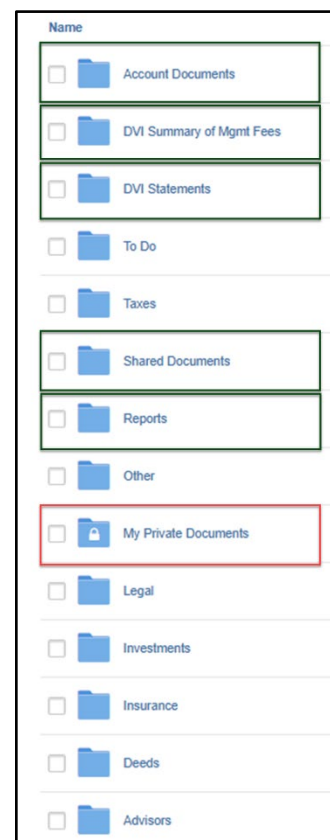 Name
Account Documents
DVI Summary of Mgmt Fees
DVI Statements
To Do
Taxes
Shared Documents
Reports
Other
My Private Documents
Legal
Investments
Insurance
Deeds
Advisors